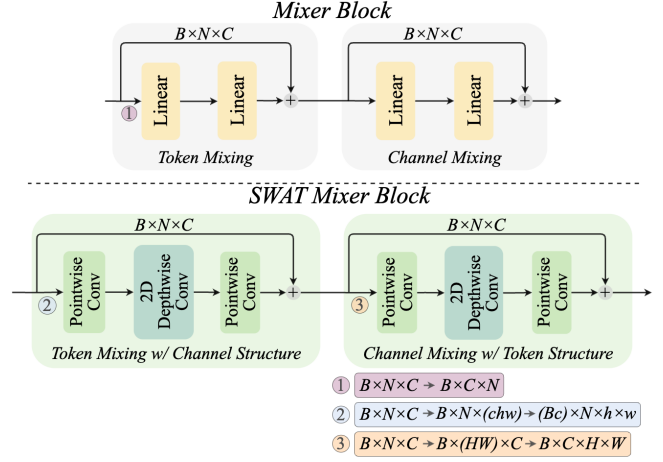 Mixer Block
B×N×C
B×N×C
1
Linear
Linear
+
Linear
Linear
+
Token Mixing
Channel Mixing
SWAT Mixer Block
B×N×C
B×N×C
2
Pointwise
Conv
2D
Depthwise
Conv
Pointwise
Conv
+
3
Pointwise
Conv
2D
Depthwise
Conv
Pointwise
Conv
+
Token Mixing w/ Channel Structure
Channel Mixing w/ Token Structure
1 B×N×C → B×C×N
2 B×N×C → B×N×(chw) → (Bc)×N×h×w
3 B×N×C → B×(HW)×C → B×C×H×W